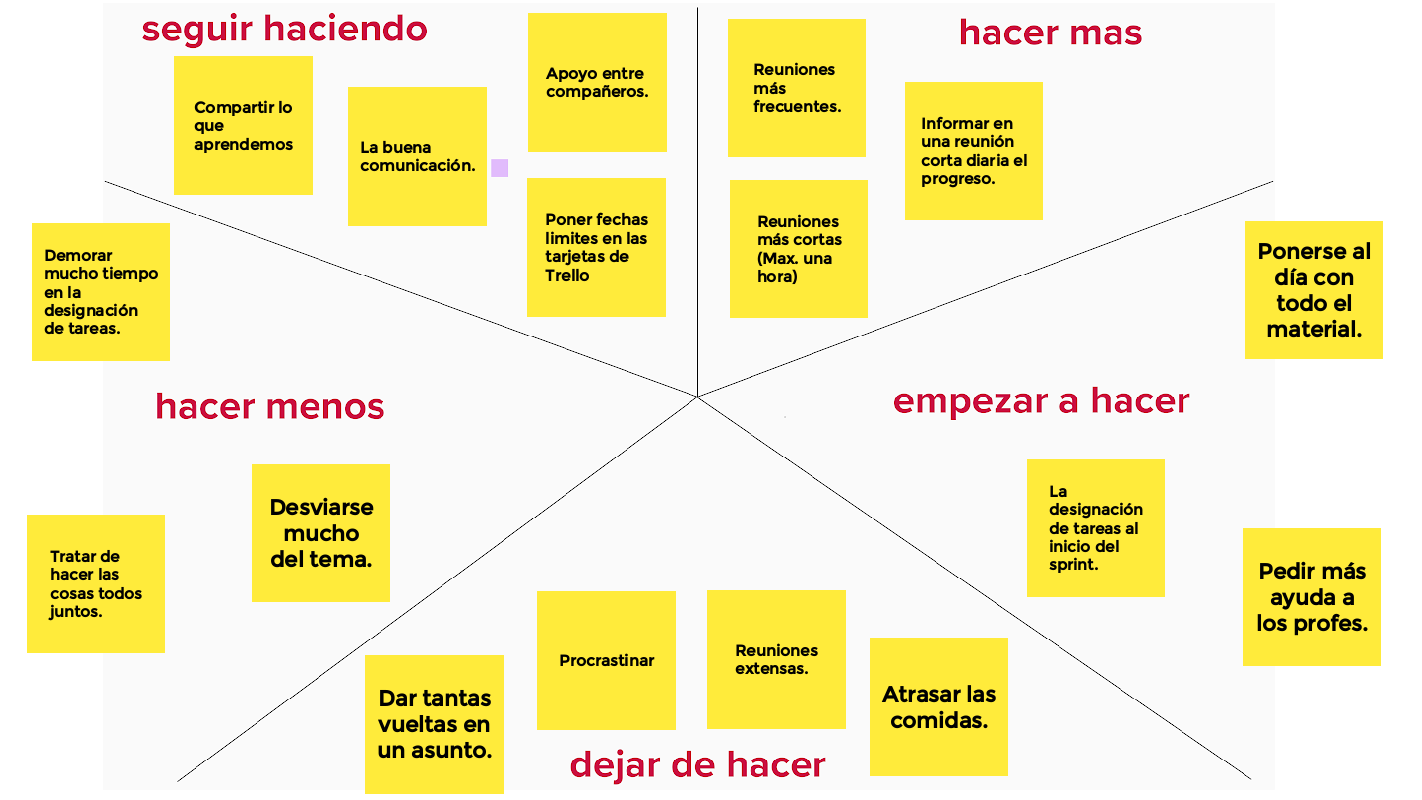 seguir haciendo
Compartir lo
que
aprendemos
La buena
comunicación.
Apoyo entre
compañeros.
Poner fechas
limites en las
tarjetas de
Trello
hacer mas
Reuniones
más
frecuentes.
Informar en
una reunión
corta diaria el
progreso.
Reuniones
más cortas
(Max. una
hora)
Demorar
mucho tiempo
en la
designación
de tareas.
hacer menos
Desviarse
mucho
del tema.
Tratar de
hacer las
cosas todos
juntos.
Ponerse al
día con
todo el
material.
empezar a hacer
La
designación
de tareas al
inicio del
sprint.
Pedir más
ayuda a
los profes.
Dar tantas
vueltas en
un asunto.
Procrastinar
Reuniones
extensas.
Atrasar las
comidas.
dejar de hacer